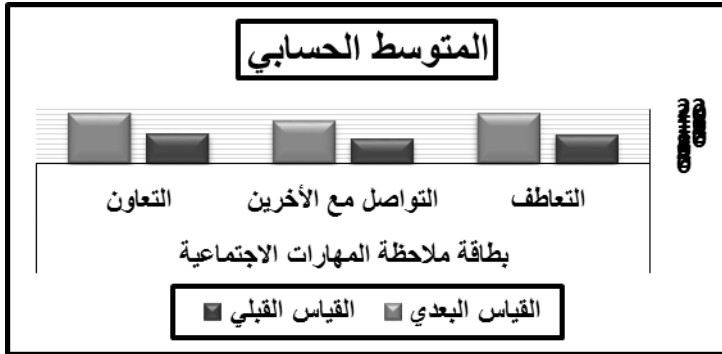 المتوسط الحسابي
التعاطف
التواصل مع الأخرين
التعاون
بطاقة ملاحظة المهارات الاجتماعية
القياس البعدي
القياس القبلي